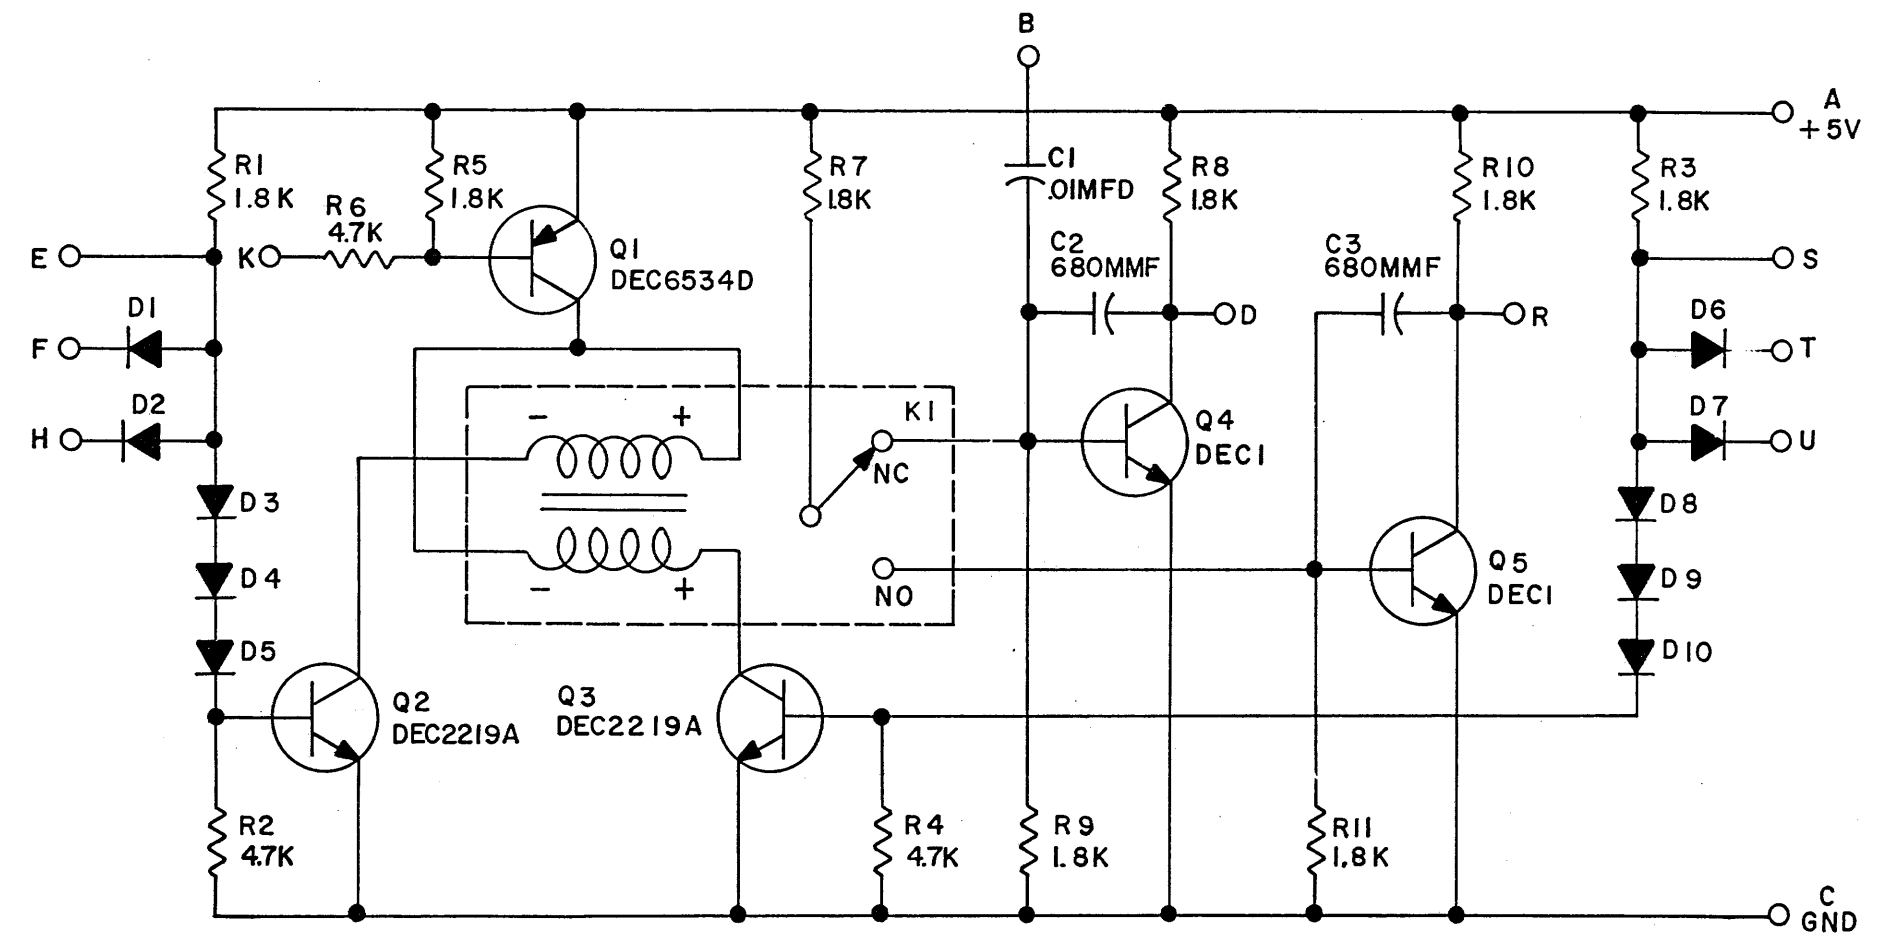 B
A
+5V
R1
1.8K
R6
4.7K
R5
1.8K
R7
1.8K
C1
.01MFD
R8
1.8K
R10
1.8K
R3
1.8K
E
K
Q1
DEC6534D
C2
680MMF
C3
680MMF
S
D
R
D1
F
D6
T
D2
H
- +
K1
NC
Q4
DEC1
D7
U
D3
D8
D4
- +
NO
Q5
DEC1
D9
D5
D10
Q2
DEC2219A
Q3
DEC2219A
R2
4.7K
R4
4.7K
R9
1.8K
R11
1.8K
C
GND